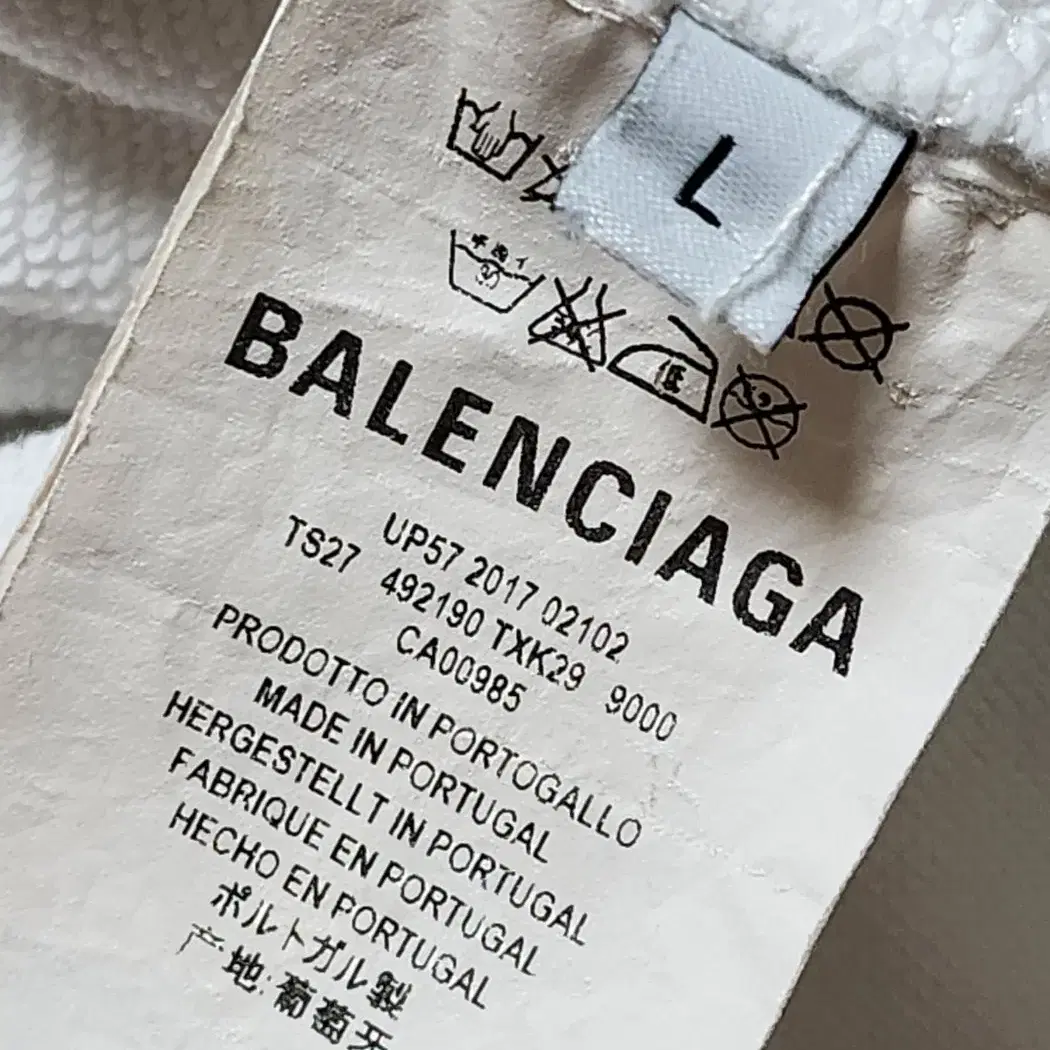 L
BALENCIAGA
UP57 2017 02102
TS27 492190 TXK29 9000
CA00985
PRODOTTO IN PORTOGALLO
MADE IN PORTUGAL
HERGESTELLT IN PORTUGAL
FABRIQUE EN PORTUGAL
HECHO EN PORTUGAL
ポルトガル製
产地:葡萄牙